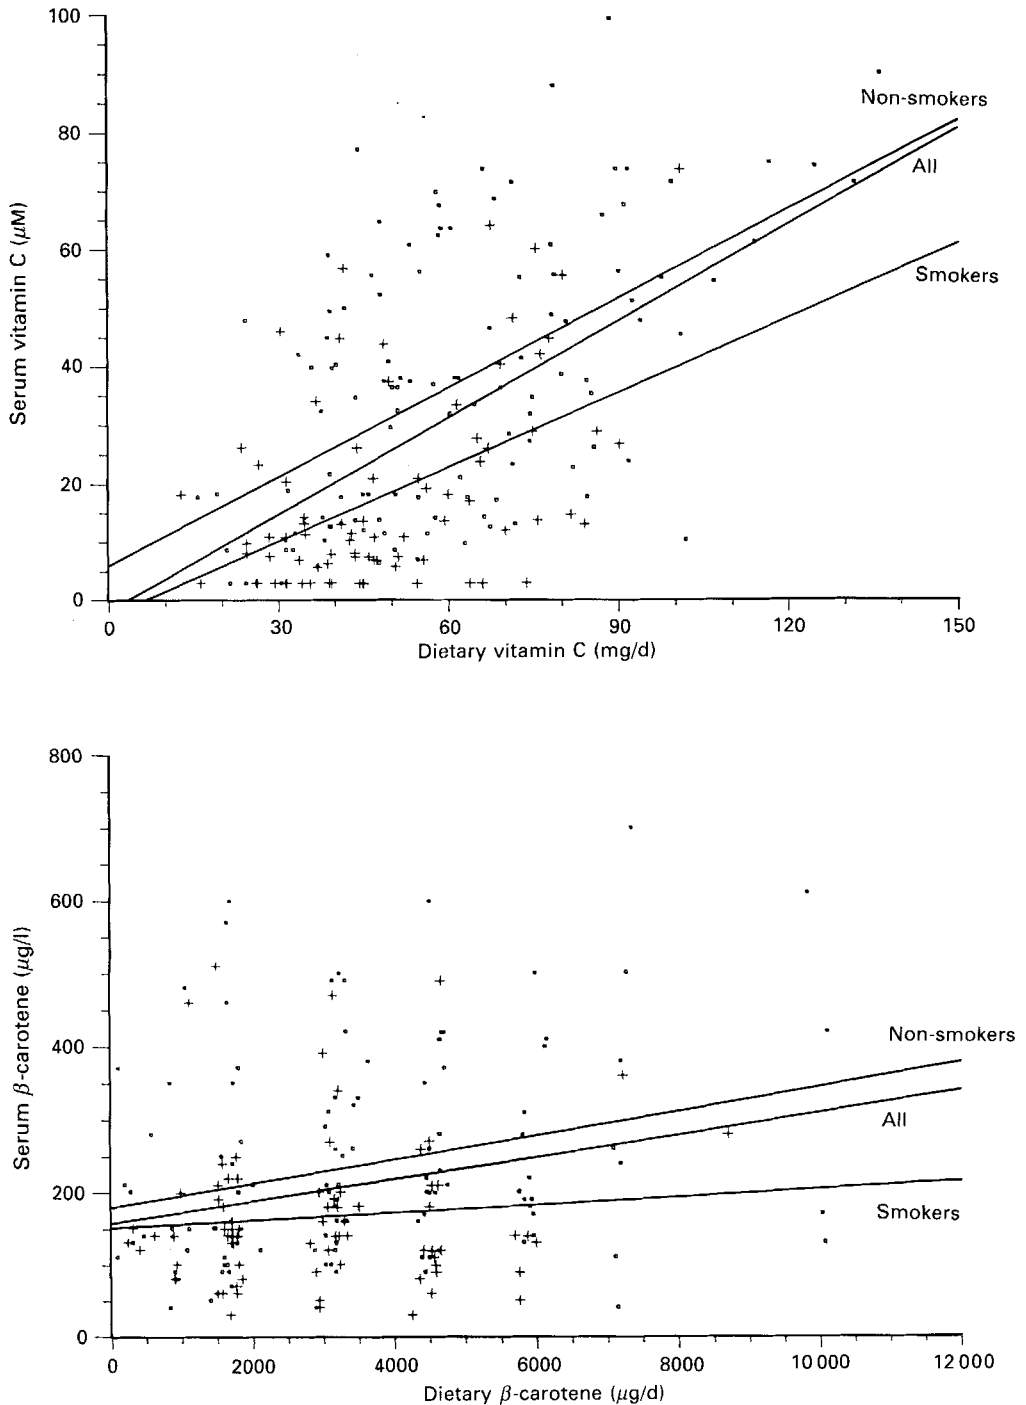 100
Non-smokers
80
All
60
Smokers
40
20
0
Serum vitamin C (μM)
0 30 60 90 120 150
Dietary vitamin C (mg/d)
800
600
400
Non-smokers
All
200
Smokers
0
Serum β-carotene (μg/l)
0 2000 4000 6000 8000 10 000 12 000
Dietary β-carotene (μg/d)